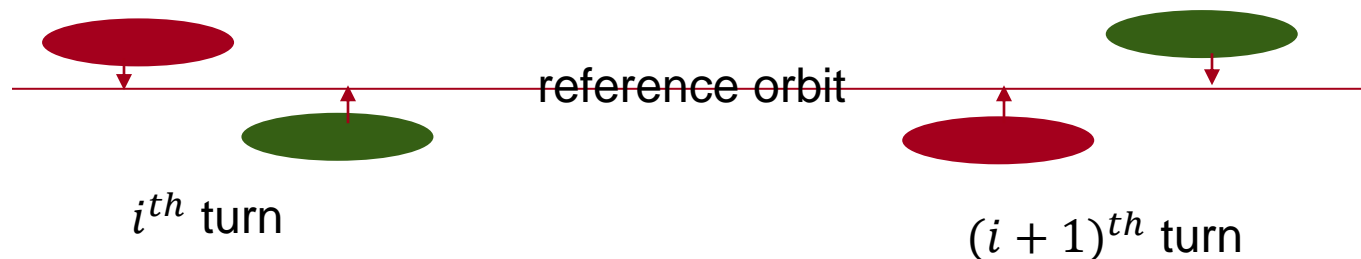 reference orbit
i^{th} turn
(i + 1)^{th} turn